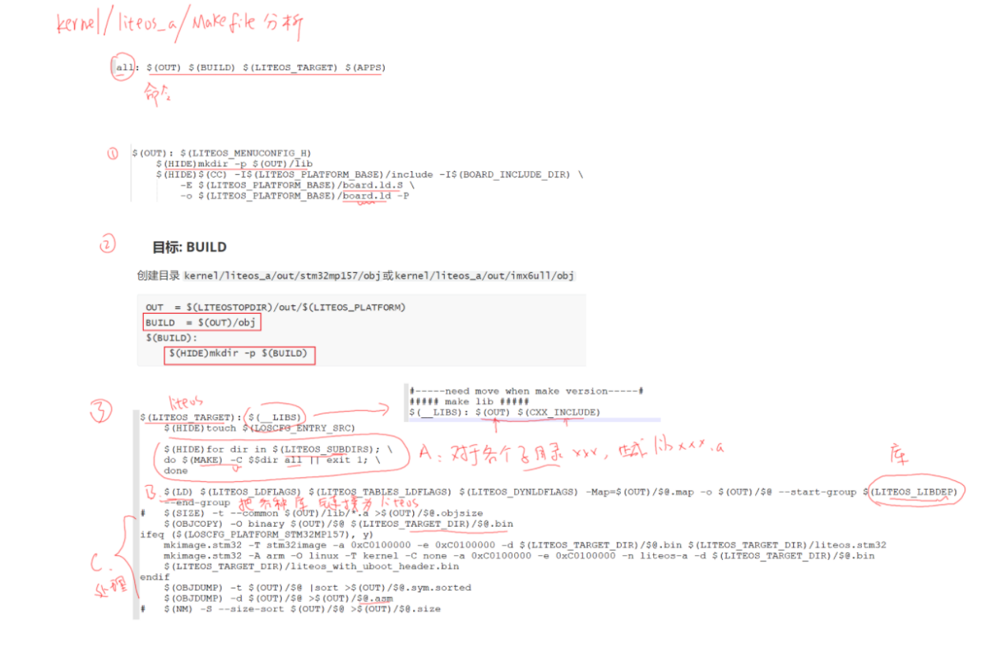 kernel/liteos_a/Makefile 分析
all: $(OUT) $(BUILD) $(LITEOS_TARGET) $(APPS)
命令
① $(OUT): $(LITEOS_MENUCONFIG_H)
$(HIDE)mkdir -p $(OUT)/lib
$(HIDE)$(CC) -I$(LITEOS_PLATFORM_BASE)/include -I$(BOARD_INCLUDE_DIR) \
-E $(LITEOS_PLATFORM_BASE)/board.ld.S \
-o $(LITEOS_PLATFORM_BASE)/board.ld -P
② 目标: BUILD
创建目录 kernel/liteos_a/out/stm32mp157/obj或kernel/liteos_a/out/imx6ull/obj
OUT = $(LITEOSTOPDIR)/out/$(LITEOS_PLATFORM)
BUILD = $(OUT)/obj
$(BUILD):
$(HIDE)mkdir -p $(BUILD)
#-----need move when make version-----#
##### make lib #####
$(__LIBS): $(OUT) $(CXX_INCLUDE)
③ liteos
$(LITEOS_TARGET): $(__LIBS)
$(HIDE)touch $(LOSCFG_ENTRY_SRC)
$(HIDE)for dir in $(LITEOS_SUBDIRS); \
do $(MAKE) -C $$dir all || exit 1; \
done
A: 对于各个子目录 xxx, 生成 libxxx.a
库
B. $(LD) $(LITEOS_LDFLAGS) $(LITEOS_TABLES_LDFLAGS) $(LITEOS_DYNLDFLAGS) -Map=$(OUT)/$@.map -o $(OUT)/$@ --start-group $(LITEOS_LIBDEP)
--end-group 把各种库链接为 liteos
# $(SIZE) -t --common $(OUT)/lib/*.a >$(OUT)/$@.objsize
$(OBJCOPY) -O binary $(OUT)/$@ $(LITEOS_TARGET_DIR)/$@.bin
ifeq ($(LOSCFG_PLATFORM_STM32MP157), y)
mkimage.stm32 -T stm32image -a 0xC0100000 -e 0xC0100000 -d $(LITEOS_TARGET_DIR)/$@.bin $(LITEOS_TARGET_DIR)/liteos.stm32
mkimage.stm32 -A arm -O linux -T kernel -C none -a 0xC0100000 -e 0xC0100000 -n liteos-a -d $(LITEOS_TARGET_DIR)/$@.bin
$(LITEOS_TARGET_DIR)/liteos_with_uboot_header.bin
endif
C. 处理
$(OBJDUMP) -t $(OUT)/$@ |sort >$(OUT)/$@.sym.sorted
$(OBJDUMP) -d $(OUT)/$@ >$(OUT)/$@.asm
# $(NM) -S --size-sort $(OUT)/$@ >$(OUT)/$@.size